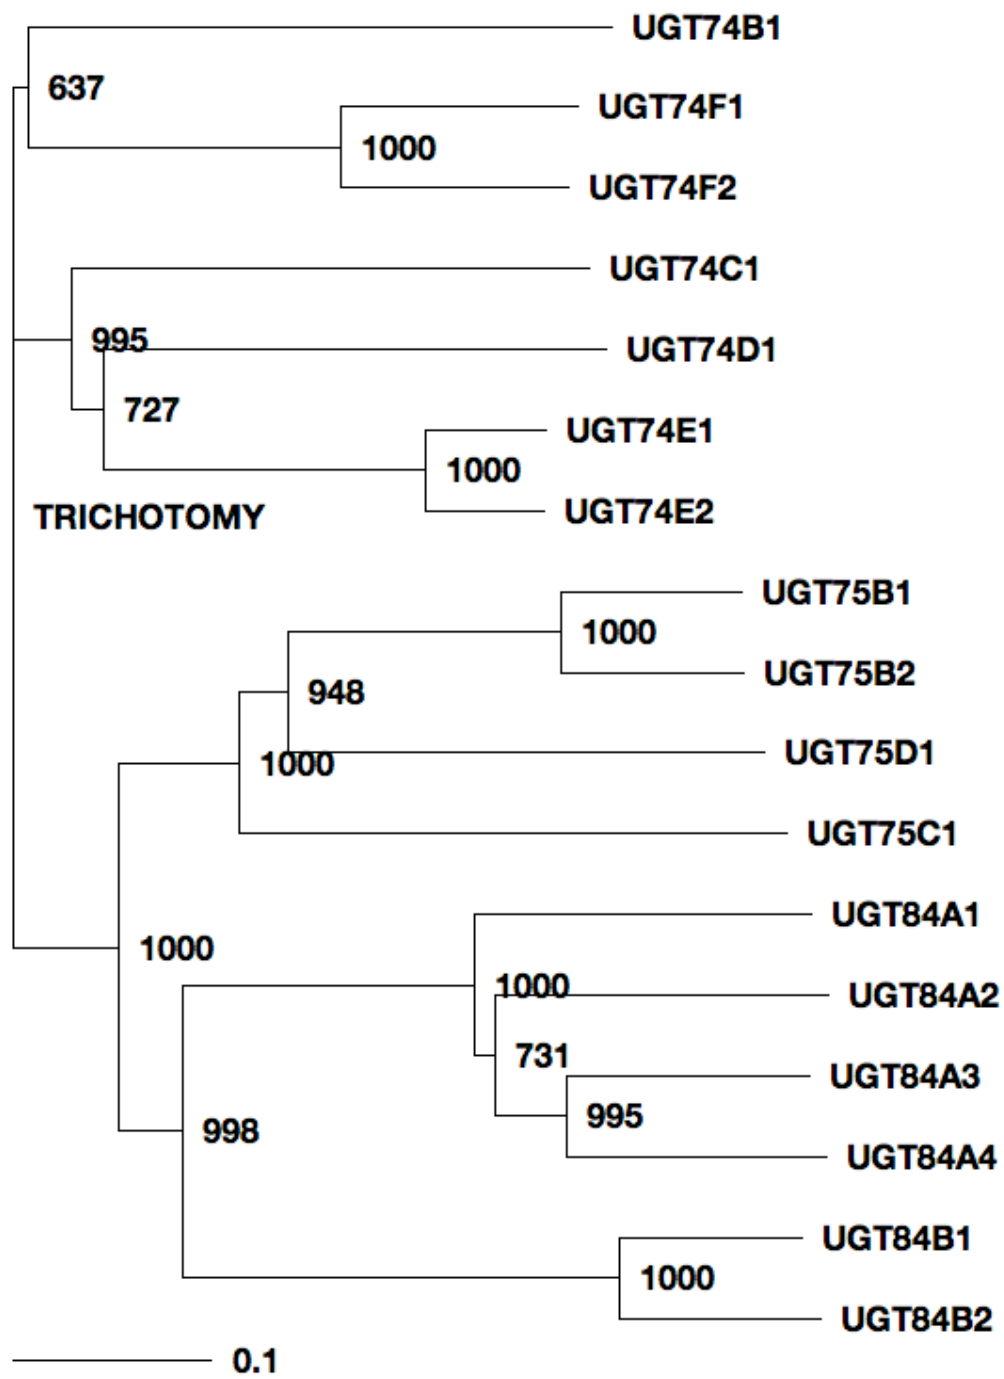 UGT74B1
637
UGT74F1
1000
UGT74F2
UGT74C1
995
UGT74D1
727
UGT74E1
1000
UGT74E2
TRICHOTOMY
UGT75B1
1000
UGT75B2
948
UGT75D1
1000
UGT75C1
UGT84A1
1000
1000
UGT84A2
731
UGT84A3
995
UGT84A4
998
UGT84B1
1000
UGT84B2
0.1